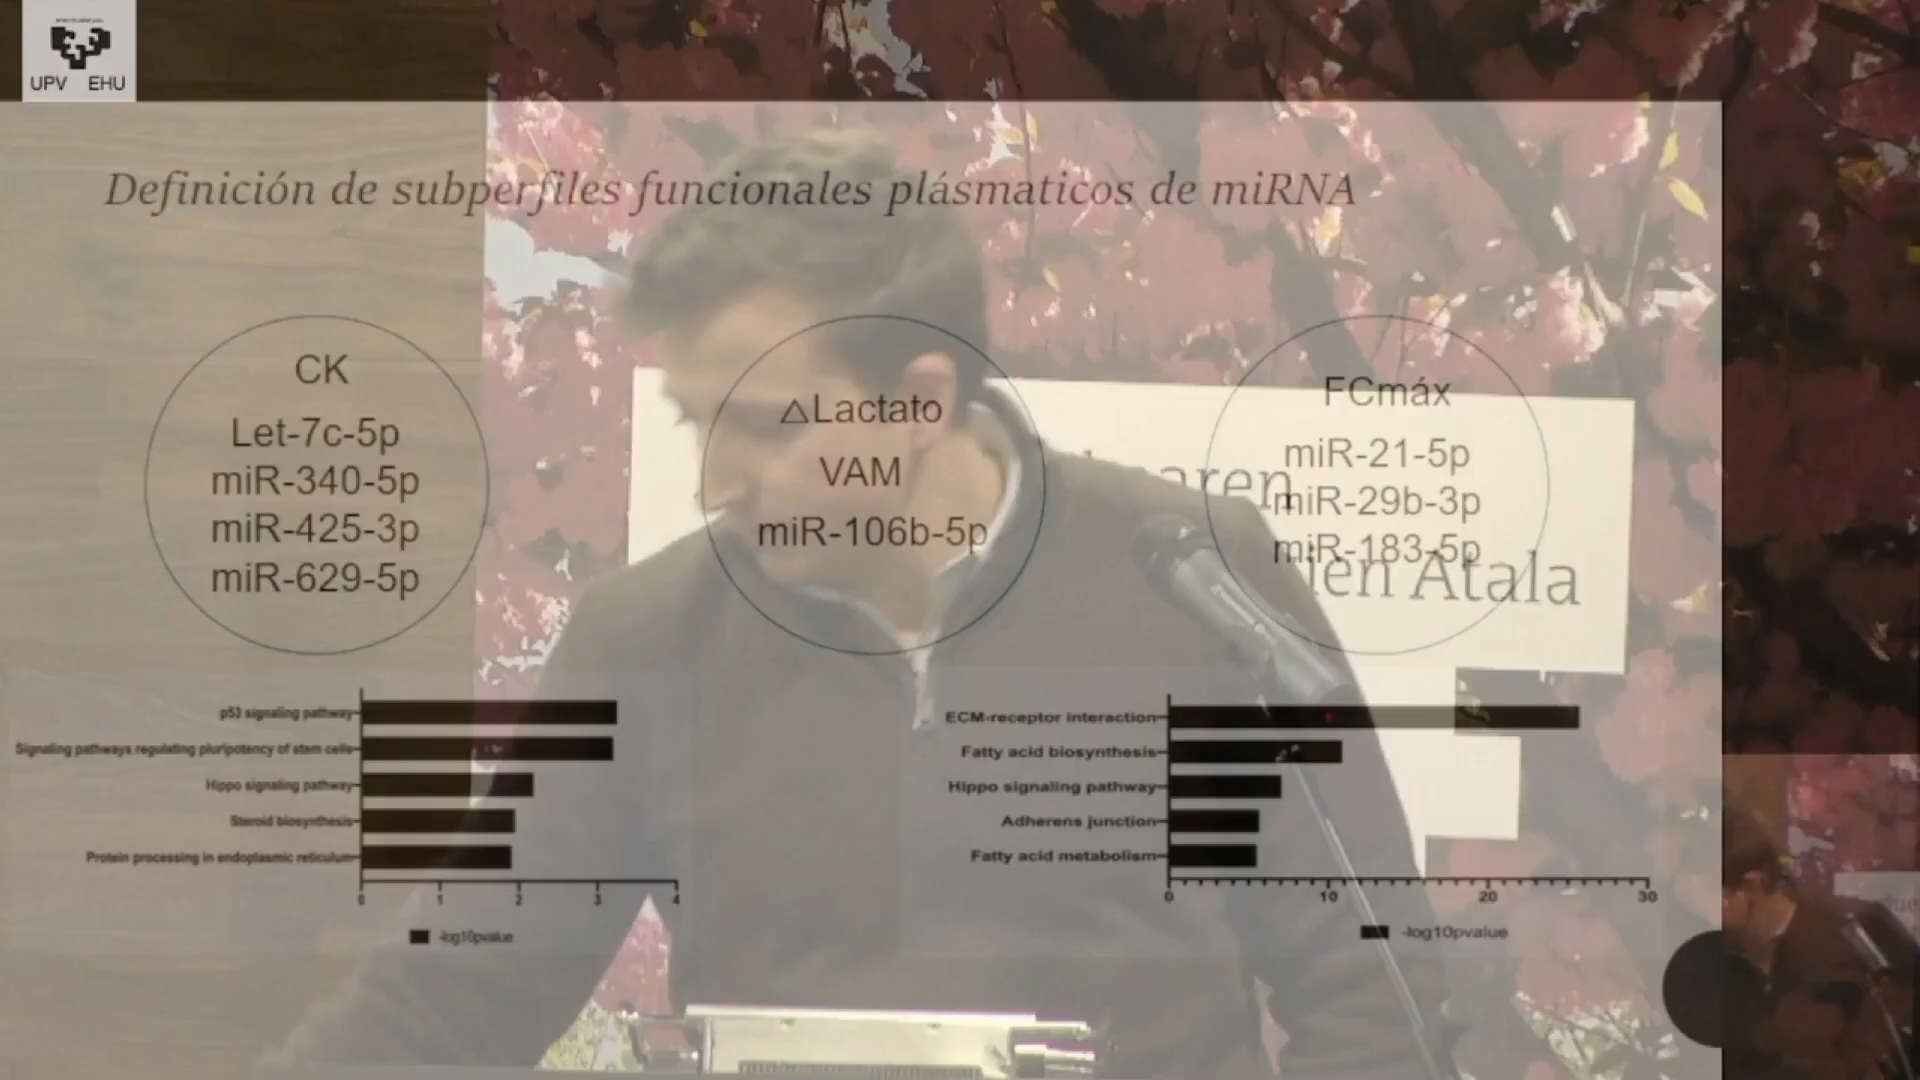 UPV EHU
Definición de subperfiles funcionales plásmaticos de miRNA
CK
Let-7c-5p
miR-340-5p
miR-425-3p
miR-629-5p
△Lactato
VAM
miR-106b-5p
FCmáx
miR-21-5p
miR-29b-3p
miR-183-5p
Atala
p53 signaling pathway
Signaling pathways regulating pluripotency of stem cells
Hippo signaling pathway
Steroid biosynthesis
Protein processing in endoplasmic reticulum
0 1 2 3 4
-log10pvalue
ECM-receptor interaction
Fatty acid biosynthesis
Hippo signaling pathway
Adherens junction
Fatty acid metabolism
0 10 20 30
-log10pvalue